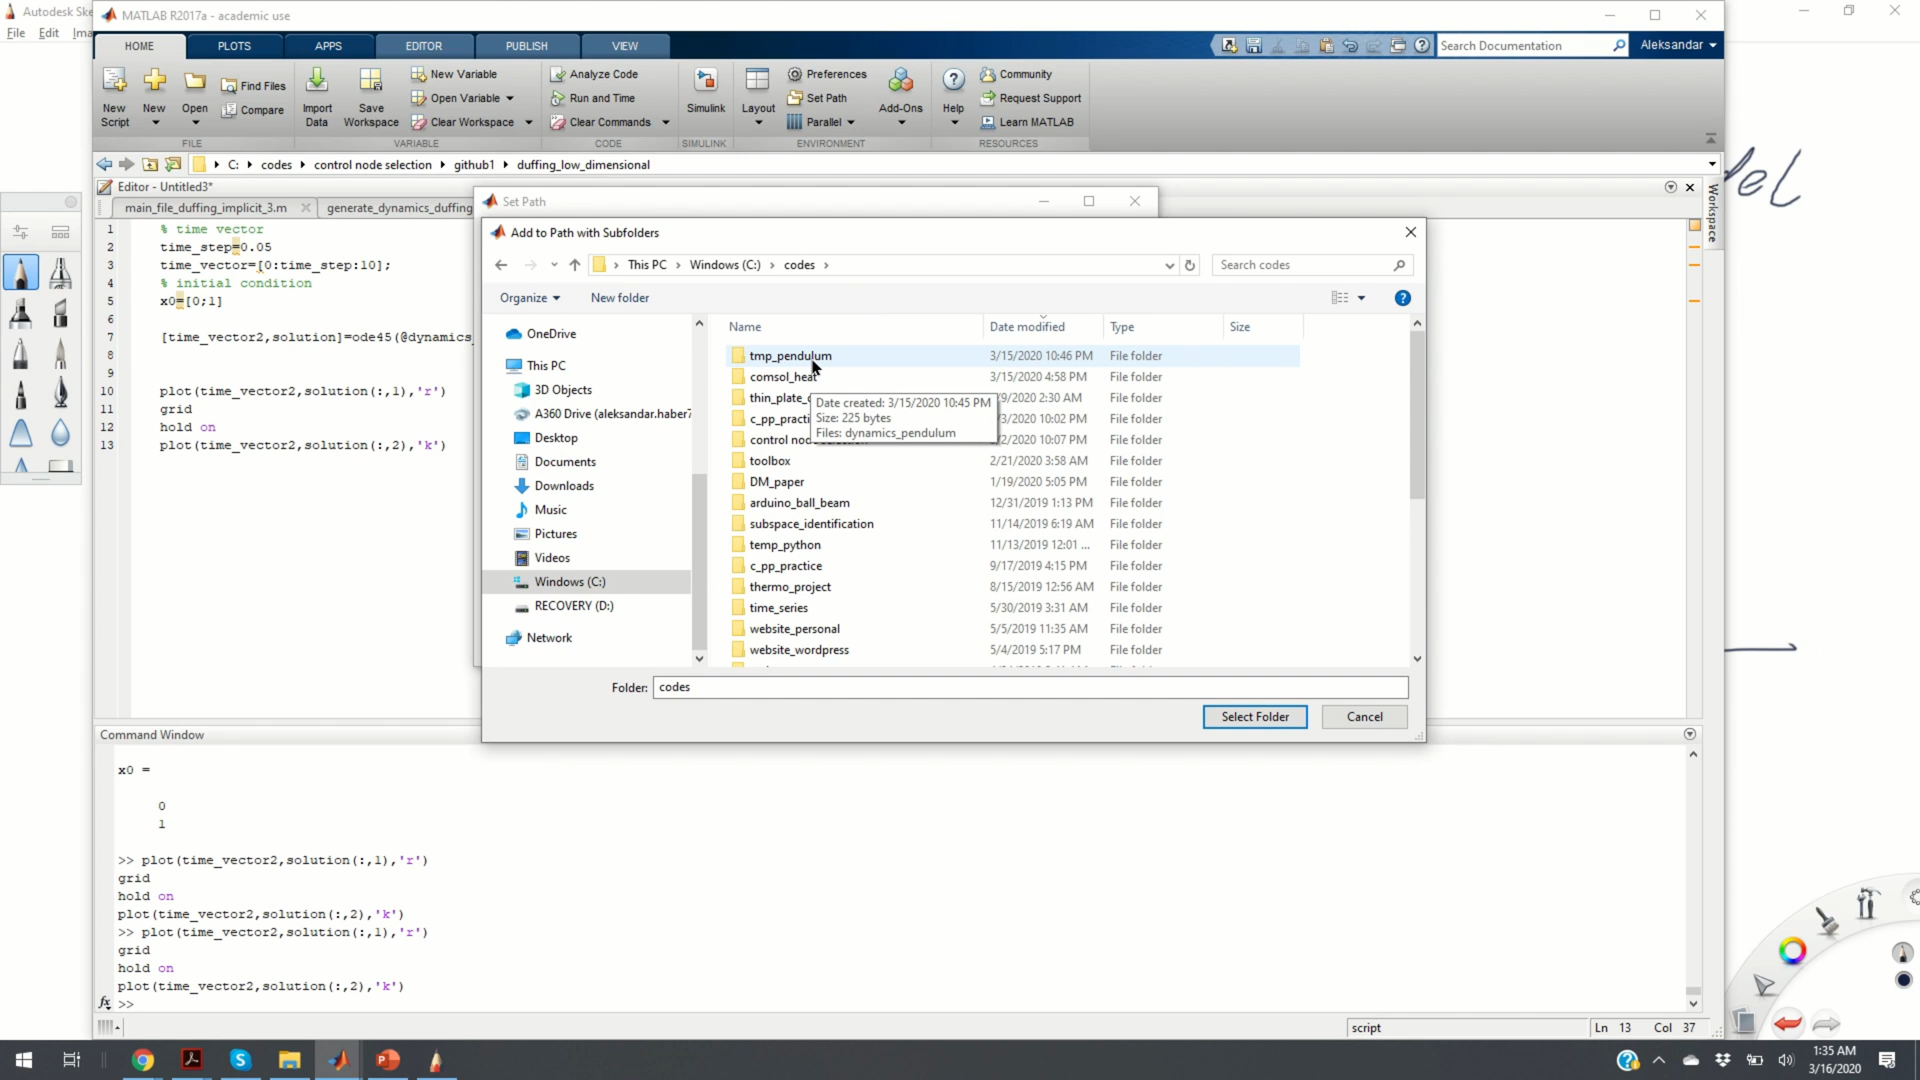 Autodesk Ske
File Edit Ima
MATLAB R2017a - academic use
HOME PLOTS APPS EDITOR PUBLISH VIEW
Search Documentation
Aleksandar
New Script
New
Open
Find Files
Compare
Import Data
Save Workspace
New Variable
Open Variable
Clear Workspace
Analyze Code
Run and Time
Clear Commands
Simulink
Layout
Preferences
Set Path
Parallel
Add-Ons
Help
Community
Request Support
Learn MATLAB
FILE VARIABLE CODE SIMULINK ENVIRONMENT RESOURCES
C: codes control node selection github1 duffing_low_dimensional
Editor - Untitled3*
main_file_duffing_implicit_3.m generate_dynamics_duffing
Workspace
1 % time vector
2 time_step=0.05
3 time_vector=[0:time_step:10];
4 % initial condition
5 x0=[0;1]
6
7 [time_vector2,solution]=ode45(@dynamics_
8
9
10 plot(time_vector2,solution(:,1),'r')
11 grid
12 hold on
13 plot(time_vector2,solution(:,2),'k')
Set Path
Add to Path with Subfolders
This PC Windows (C:) codes
Search codes
Organize New folder
OneDrive
This PC
3D Objects
A360 Drive (aleksandar.haber7
Desktop
Documents
Downloads
Music
Pictures
Videos
Windows (C:)
RECOVERY (D:)
Network
Name Date modified Type Size
tmp_pendulum 3/15/2020 10:46 PM File folder
comsol_heat 3/15/2020 4:58 PM File folder
thin_plate_ /9/2020 2:30 AM File folder
c_pp_practi /3/2020 10:02 PM File folder
control no /2/2020 10:07 PM File folder
toolbox 2/21/2020 3:58 AM File folder
DM_paper 1/19/2020 5:05 PM File folder
arduino_ball_beam 12/31/2019 1:13 PM File folder
subspace_identification 11/14/2019 6:19 AM File folder
temp_python 11/13/2019 12:01 ... File folder
c_pp_practice 9/17/2019 4:15 PM File folder
thermo_project 8/15/2019 12:56 AM File folder
time_series 5/30/2019 3:31 AM File folder
website_personal 5/5/2019 11:35 AM File folder
website_wordpress 5/4/2019 5:17 PM File folder
Date created: 3/15/2020 10:45 PM
Size: 225 bytes
Files: dynamics_pendulum
Folder: codes
Select Folder Cancel
Command Window
x0 =
0
1
>> plot(time_vector2,solution(:,1),'r')
grid
hold on
plot(time_vector2,solution(:,2),'k')
>> plot(time_vector2,solution(:,1),'r')
grid
hold on
plot(time_vector2,solution(:,2),'k')
fx >>
script Ln 13 Col 37
1:35 AM
3/16/2020